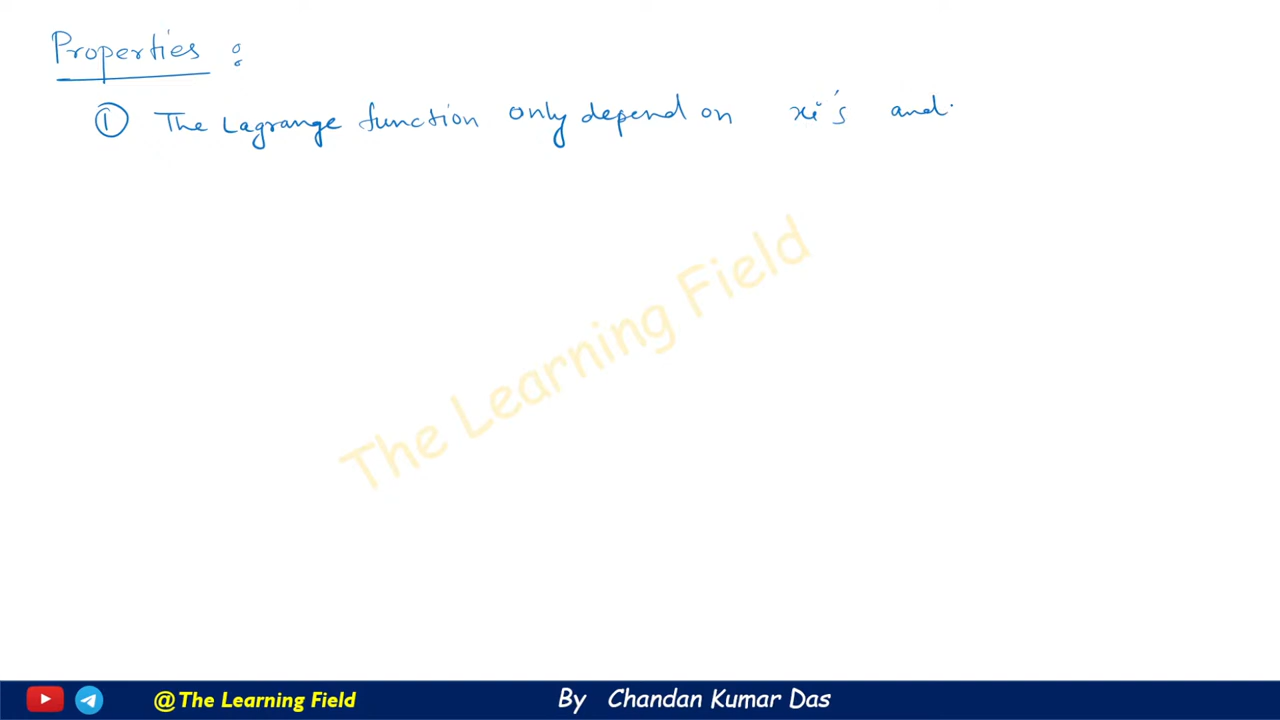 Properties :
① The Lagrange function only depend on xi's and
The Learning Field
@The Learning Field By Chandan Kumar Das